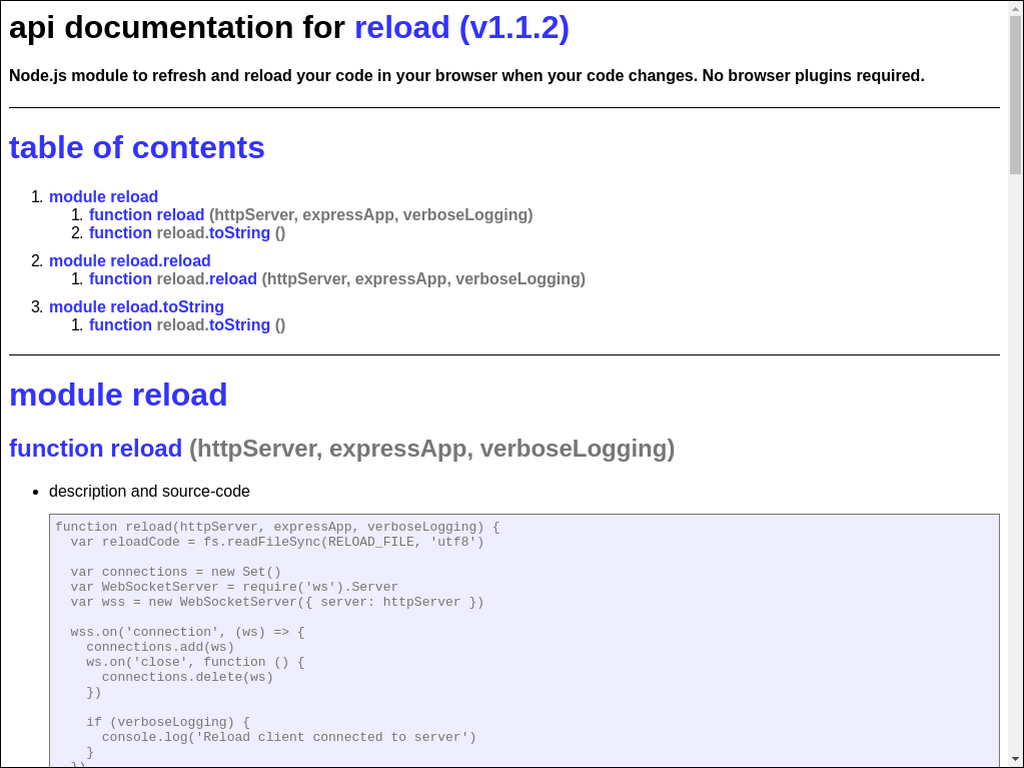 api documentation for reload (v1.1.2)
Node.js module to refresh and reload your code in your browser when your code changes. No browser plugins required.
table of contents
1. module reload
1. function reload (httpServer, expressApp, verboseLogging)
2. function reload.toString ()
2. module reload.reload
1. function reload.reload (httpServer, expressApp, verboseLogging)
3. module reload.toString
1. function reload.toString ()
module reload
function reload (httpServer, expressApp, verboseLogging)
• description and source-code
function reload(httpServer, expressApp, verboseLogging) {
  var reloadCode = fs.readFileSync(RELOAD_FILE, 'utf8')
  var connections = new Set()
  var WebSocketServer = require('ws').Server
  var wss = new WebSocketServer({ server: httpServer })
  wss.on('connection', (ws) => {
    connections.add(ws)
    ws.on('close', function () {
      connections.delete(ws)
    })
    if (verboseLogging) {
      console.log('Reload client connected to server')
    }
  })